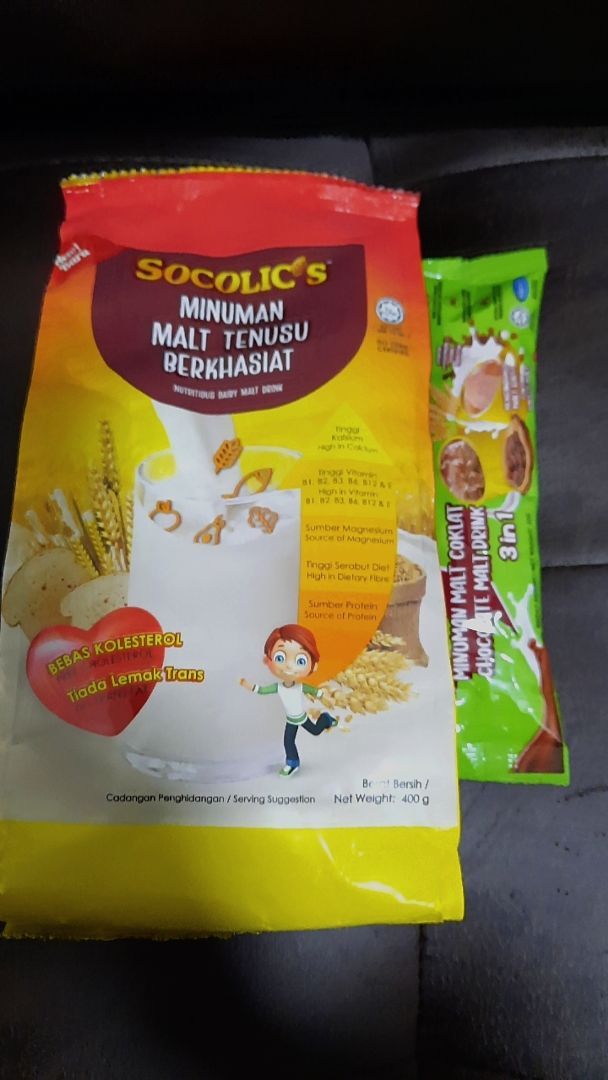 SOCOLIC'S
MINUMAN
MALT TENUSU
BERKHASIAT
NUTRITIOUS DAIRY MALT DRINK
Tinggi
Kalsium
High in Calcium
Tinggi Vitamin
B1, B2, B3, B6, B12 & E
High in Vitamin
B1, B2, B3, B6, B12 & E
Sumber Magnesium
Source of Magnesium
Tinggi Serabut Diet
High in Dietary Fibre
Sumber Protein
Source of Protein
BEBAS KOLESTEROL
Tiada Lemak Trans
Bersih /
Cadangan Penghidangan / Serving Suggestion
Net Weight: 400 g
MINUMAN MALT COKLAT
MALT DRINK
3 in 1